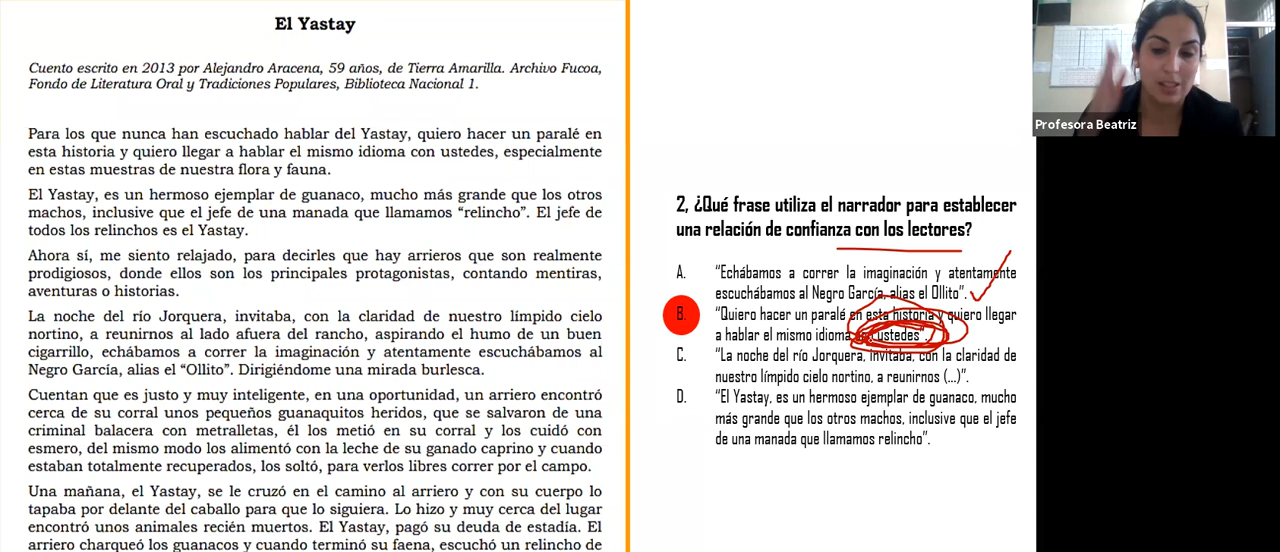 El Yastay
Cuento escrito en 2013 por Alejandro Aracena, 59 años, de Tierra Amarilla. Archivo Fucoa,
Fondo de Literatura Oral y Tradiciones Populares, Biblioteca Nacional 1.
Para los que nunca han escuchado hablar del Yastay, quiero hacer un paralé en
esta historia y quiero llegar a hablar el mismo idioma con ustedes, especialmente
en estas muestras de nuestra flora y fauna.
El Yastay, es un hermoso ejemplar de guanaco, mucho más grande que los otros
machos, inclusive que el jefe de una manada que llamamos “relincho”. El jefe de
todos los relinchos es el Yastay.
Ahora sí, me siento relajado, para decirles que hay arrieros que son realmente
prodigiosos, donde ellos son los principales protagonistas, contando mentiras,
aventuras o historias.
La noche del río Jorquera, invitaba, con la claridad de nuestro límpido cielo
nortino, a reunirnos al lado afuera del rancho, aspirando el humo de un buen
cigarrillo, echábamos a correr la imaginación y atentamente escuchábamos al
Negro García, alias el “Ollito”. Dirigiéndome una mirada burlesca.
Cuentan que es justo y muy inteligente, en una oportunidad, un arriero encontró
cerca de su corral unos pequeños guanaquitos heridos, que se salvaron de una
criminal balacera con metralletas, él los metió en su corral y los cuidó con
esmero, del mismo modo los alimentó con la leche de su ganado caprino y cuando
estaban totalmente recuperados, los soltó, para verlos libres correr por el campo.
Una mañana, el Yastay, se le cruzó en el camino al arriero y con su cuerpo lo
tapaba por delante del caballo para que lo siguiera. Lo hizo y muy cerca del lugar
encontró unos animales recién muertos. El Yastay, pagó su deuda de estadía. El
arriero charqueó los guanacos y cuando terminó su faena, escuchó un relincho de
2, ¿Qué frase utiliza el narrador para establecer
una relación de confianza con los lectores?
A. “Echábamos a correr la imaginación y atentamente
escuchábamos al Negro García, alias el Ollito”.
B. “Quiero hacer un paralé en esta historia y quiero llegar
a hablar el mismo idioma ustedes”.
C. “La noche del río Jorquera, invitaba, con la claridad de
nuestro límpido cielo nortino, a reunirnos (...)”.
D. “El Yastay, es un hermoso ejemplar de guanaco, mucho
más grande que los otros machos, inclusive que el jefe
de una manada que llamamos relincho”.
Profesora Beatriz